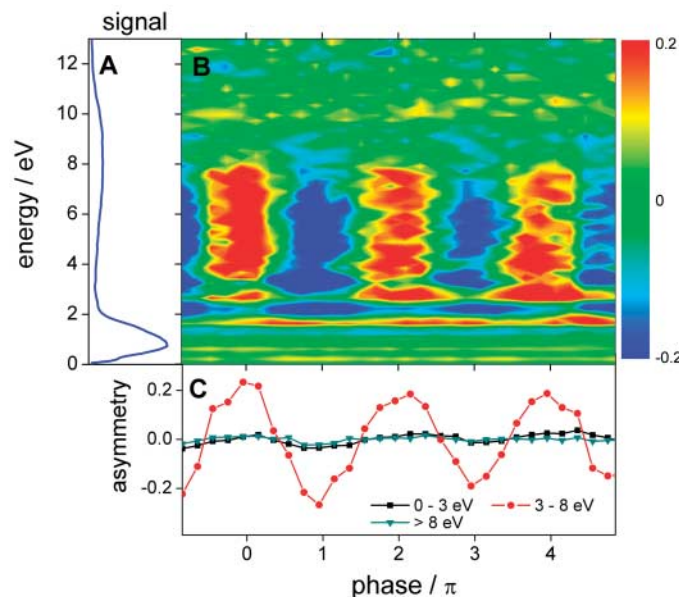 signal
A
B
energy / eV
12
10
8
6
4
2
0
0.2
0
-0.2
C
asymmetry
0.2
0.0
-0.2
0 - 3 eV
3 - 8 eV
> 8 eV
0 1 2 3 4
phase / π